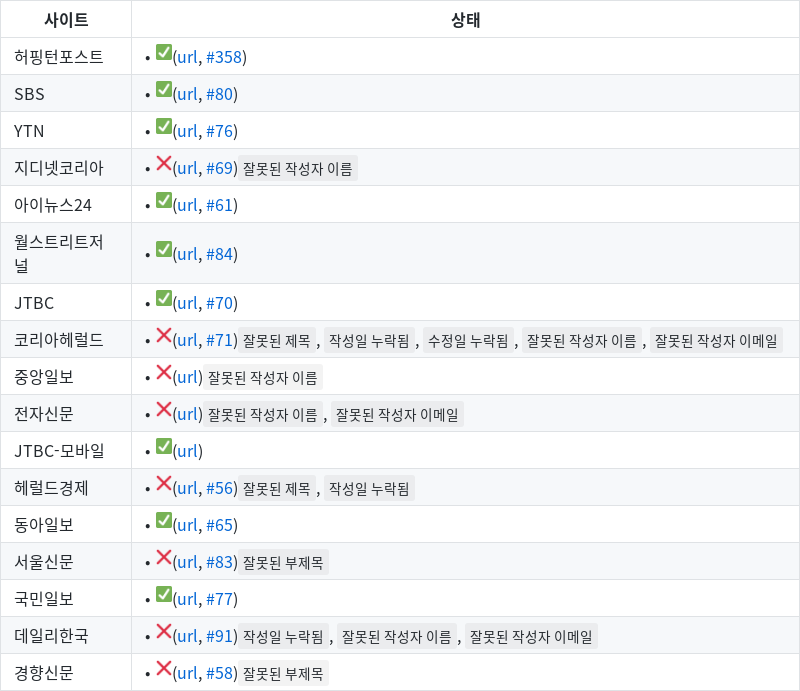 사이트 상태
허핑턴포스트 • ✅(url, #358)
SBS • ✅(url, #80)
YTN • ✅(url, #76)
지디넷코리아 • ❌(url, #69) 잘못된 작성자 이름
아이뉴스24 • ✅(url, #61)
월스트리트저
널 • ✅(url, #84)
JTBC • ✅(url, #70)
코리아헤럴드 • ❌(url, #71) 잘못된 제목 , 작성일 누락됨 , 수정일 누락됨 , 잘못된 작성자 이름 , 잘못된 작성자 이메일
중앙일보 • ❌(url) 잘못된 작성자 이름
전자신문 • ❌(url) 잘못된 작성자 이름 , 잘못된 작성자 이메일
JTBC-모바일 • ✅(url)
헤럴드경제 • ❌(url, #56) 잘못된 제목 , 작성일 누락됨
동아일보 • ✅(url, #65)
서울신문 • ❌(url, #83) 잘못된 부제목
국민일보 • ✅(url, #77)
데일리한국 • ❌(url, #91) 작성일 누락됨 , 잘못된 작성자 이름 , 잘못된 작성자 이메일
경향신문 • ❌(url, #58) 잘못된 부제목